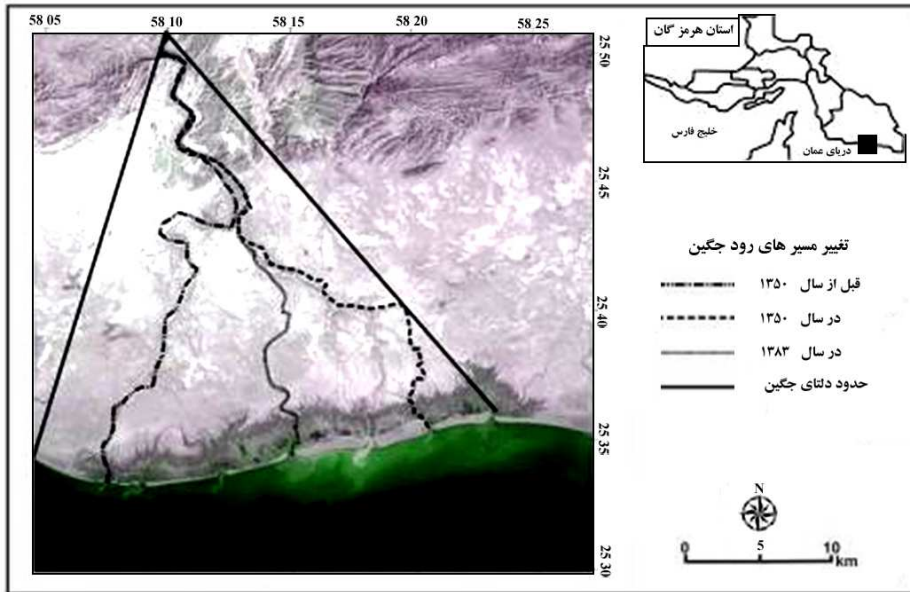 58 05 58 10 58 15 58 20 58 25
25 50
25 45
25 40
25 35
25 30
استان هرمز گان
خلیج فارس
دریای عمان
تغییر مسیر های رود جگین
قبل از سال ۱۳۵۰
در سال ۱۳۵۰
در سال ۱۳۸۳
حدود دلتای جگین
N
0 5 10
km